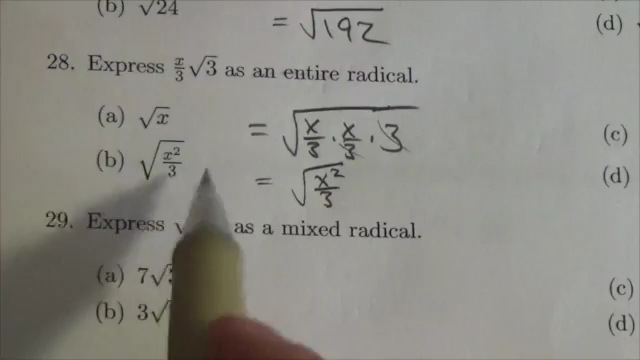 (b) √24
= √192
(d)
28. Express x/3 √3 as an entire radical.
(a) √x = √(x/3 · x/3 · 3) (c)
(b) √(x²/3) = √(x²/3) (d)
29. Express √ as a mixed radical.
(a) 7√ (c)
(b) 3√ (d)